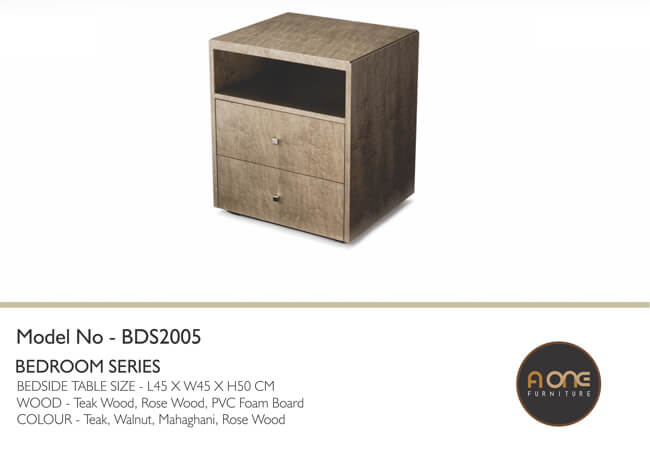 Model No - BDS2005
BEDROOM SERIES
BEDSIDE TABLE SIZE - L45 X W45 X H50 CM
WOOD - Teak Wood, Rose Wood, PVC Foam Board
COLOUR - Teak, Walnut, Mahaghani, Rose Wood
A ONE
FURNITURE